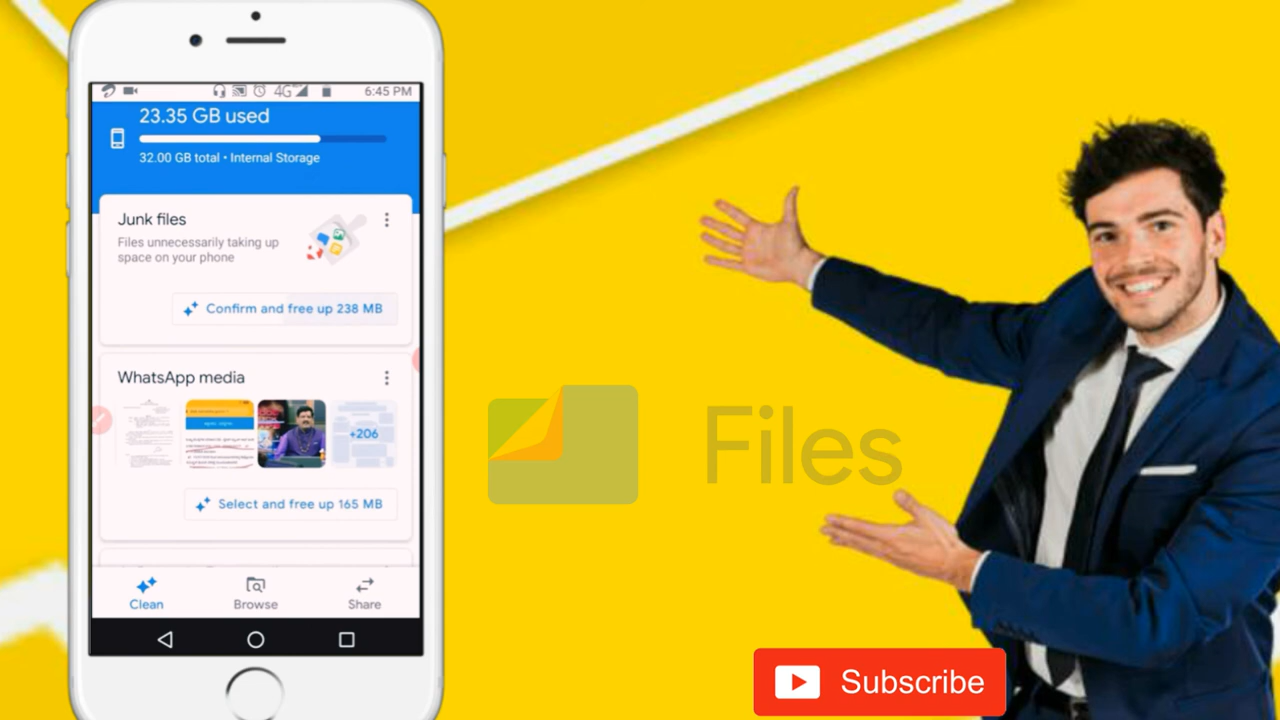 4G
6:45 PM
23.35 GB used
32.00 GB total • Internal Storage
Junk files
Files unnecessarily taking up
space on your phone
Confirm and free up 238 MB
WhatsApp media
+206
Select and free up 165 MB
Clean
Browse
Share
Files
Subscribe